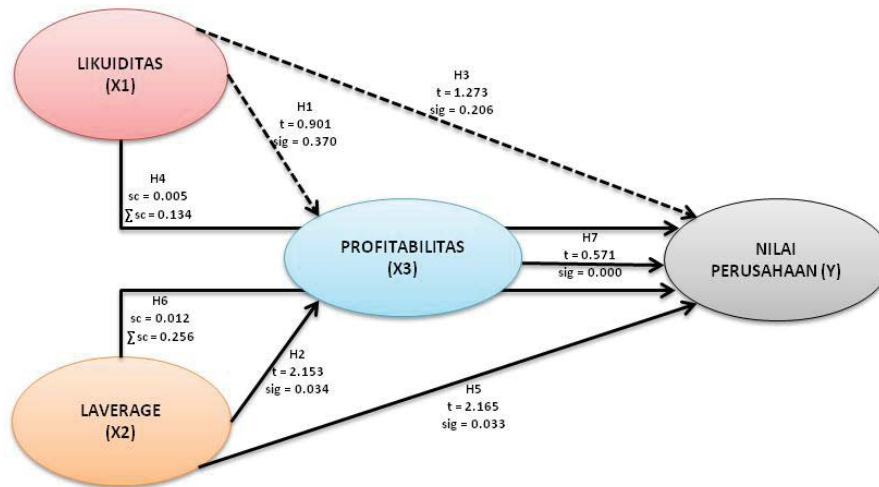 LIKUIDITAS
(X1)
H3
t = 1.273
sig = 0.206
H1
t = 0.901
sig = 0.370
H4
sc = 0.005
∑sc = 0.134
PROFITABILITAS
(X3)
H7
t = 0.571
sig = 0.000
NILAI
PERUSAHAAN (Y)
H6
sc = 0.012
∑sc = 0.256
H2
t = 2.153
sig = 0.034
H5
t = 2.165
sig = 0.033
LAVERAGE
(X2)